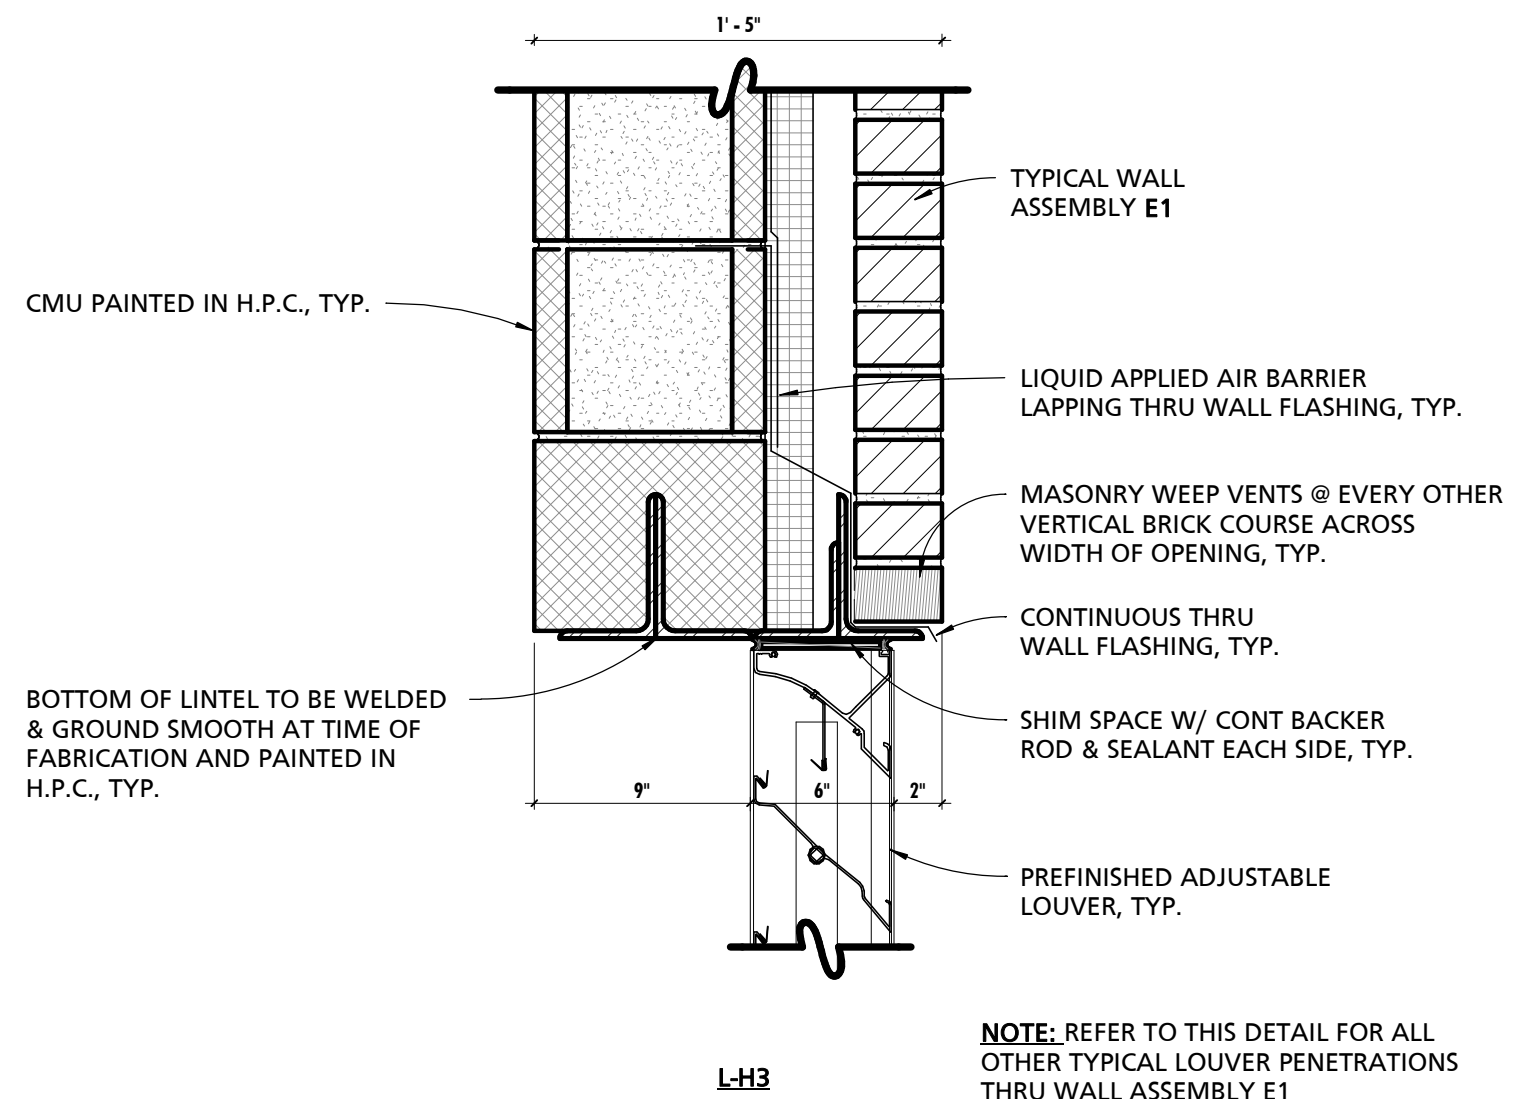 1' - 5"
TYPICAL WALL
ASSEMBLY E1
CMU PAINTED IN H.P.C., TYP.
LIQUID APPLIED AIR BARRIER
LAPPING THRU WALL FLASHING, TYP.
MASONRY WEEP VENTS @ EVERY OTHER
VERTICAL BRICK COURSE ACROSS
WIDTH OF OPENING, TYP.
CONTINUOUS THRU
WALL FLASHING, TYP.
BOTTOM OF LINTEL TO BE WELDED
& GROUND SMOOTH AT TIME OF
FABRICATION AND PAINTED IN
H.P.C., TYP.
SHIM SPACE W/ CONT BACKER
ROD & SEALANT EACH SIDE, TYP.
9" 6" 2"
PREFINISHED ADJUSTABLE
LOUVER, TYP.
NOTE: REFER TO THIS DETAIL FOR ALL
OTHER TYPICAL LOUVER PENETRATIONS
THRU WALL ASSEMBLY E1
L-H3